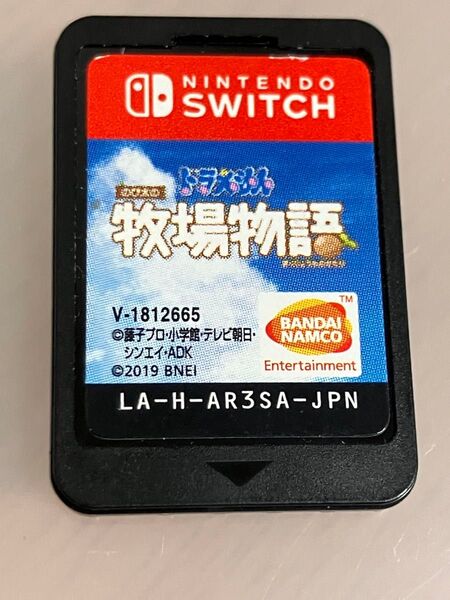 NINTENDO
SWITCH
ドラえもん
のび太の
牧場物語
V-1812665
©藤子プロ・小学館・テレビ朝日・
シンエイ・ADK
©2019 BNEI
BANDAI
NAMCO
TM
Entertainment
LA-H-AR3SA-JPN